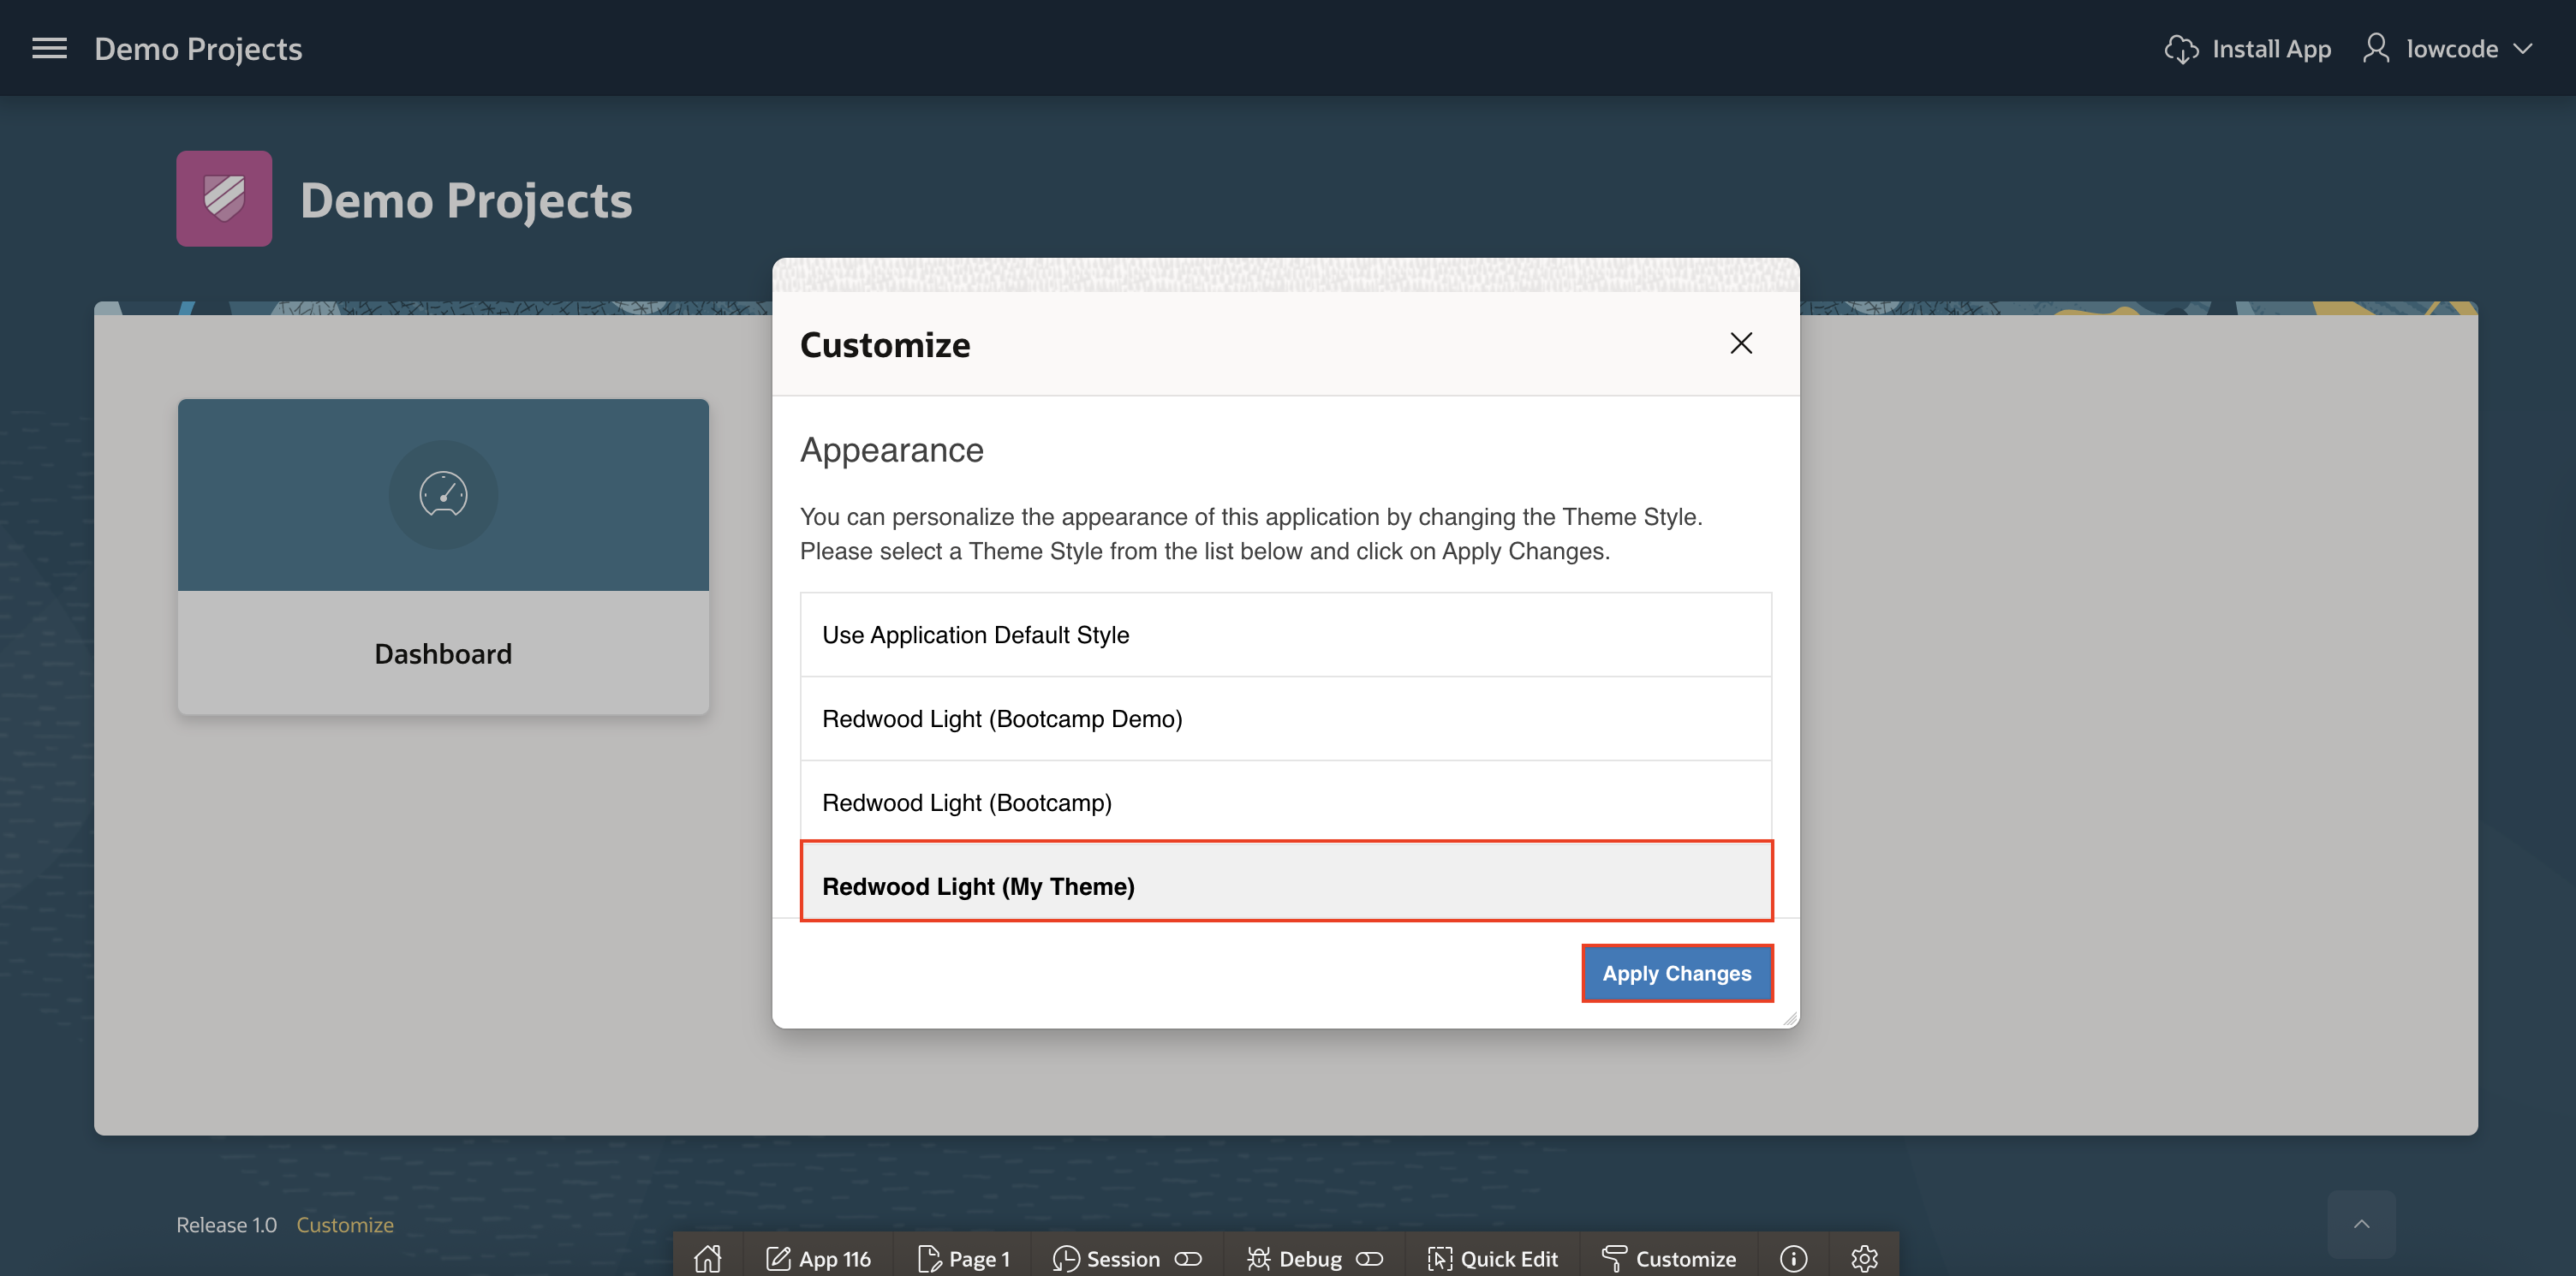 Demo Projects
Install App
lowcode
Demo Projects
Customize
Appearance
You can personalize the appearance of this application by changing the Theme Style.
Please select a Theme Style from the list below and click on Apply Changes.
Use Application Default Style
Redwood Light (Bootcamp Demo)
Redwood Light (Bootcamp)
Redwood Light (My Theme)
Apply Changes
Dashboard
Release 1.0 Customize
App 116
Page 1
Session
Debug
Quick Edit
Customize